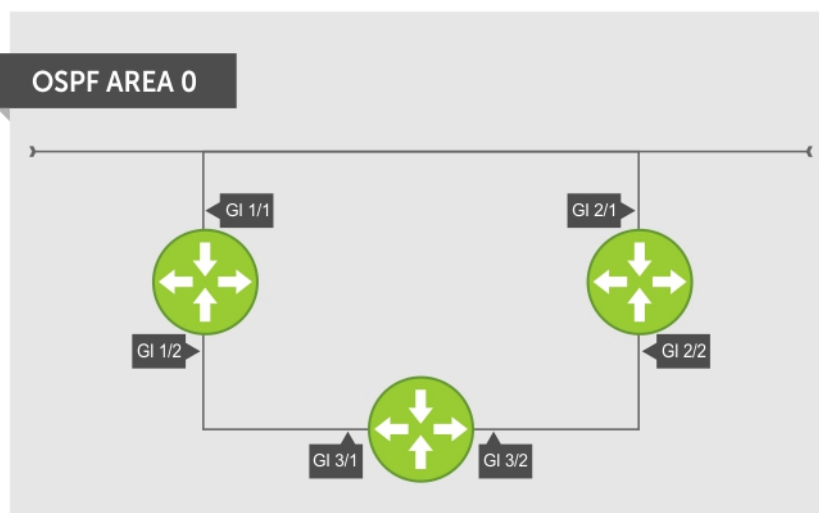 OSPF AREA 0
GI 1/1
GI 2/1
GI 1/2
GI 2/2
GI 3/1
GI 3/2